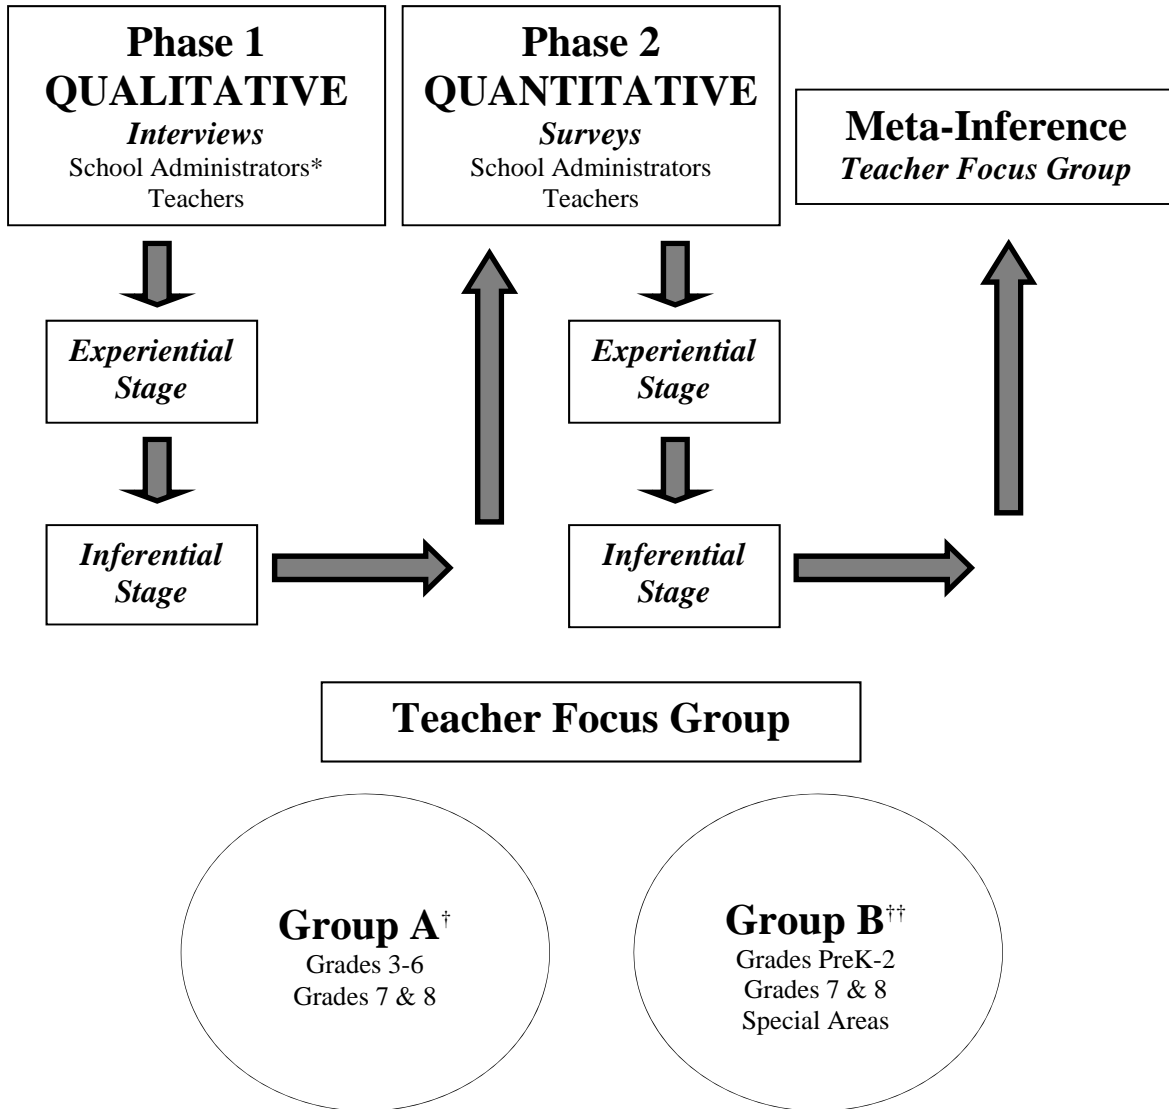 Phase 1
QUALITATIVE
Interviews
School Administrators*
Teachers
Phase 2
QUANTITATIVE
Surveys
School Administrators
Teachers
Meta-Inference
Teacher Focus Group
Experiential
Stage
Experiential
Stage
Inferential
Stage
Inferential
Stage
Teacher Focus Group
Group A†
Grades 3-6
Grades 7 & 8
Group B††
Grades PreK-2
Grades 7 & 8
Special Areas